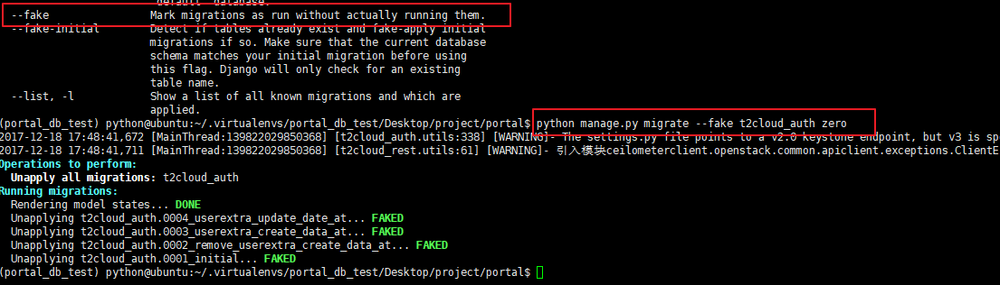 'default' database.
--fake Mark migrations as run without actually running them.
--fake-initial Detect if tables already exist and fake-apply initial
migrations if so. Make sure that the current database
schema matches your initial migration before using
this flag. Django will only check for an existing
table name.
--list, -l Show a list of all known migrations and which are
applied.
(portal_db_test) python@ubuntu:~/.virtualenvs/portal_db_test/Desktop/project/portal$ python manage.py migrate --fake t2cloud_auth zero
2017-12-18 17:48:41,672 [MainThread:139822029850368] [t2cloud_auth.utils:338] [WARNING]- The settings.py file points to a v2.0 keystone endpoint, but v3 is sp
2017-12-18 17:48:41,711 [MainThread:139822029850368] [t2cloud_rest.utils:61] [WARNING]- 引入模块ceilometerclient.openstack.common.apiclient.exceptions.ClientE
Operations to perform:
Unapply all migrations: t2cloud_auth
Running migrations:
Rendering model states... DONE
Unapplying t2cloud_auth.0004_userextra_update_date_at... FAKED
Unapplying t2cloud_auth.0003_userextra_create_data_at... FAKED
Unapplying t2cloud_auth.0002_remove_userextra_create_data_at... FAKED
Unapplying t2cloud_auth.0001_initial... FAKED
(portal_db_test) python@ubuntu:~/.virtualenvs/portal_db_test/Desktop/project/portal$